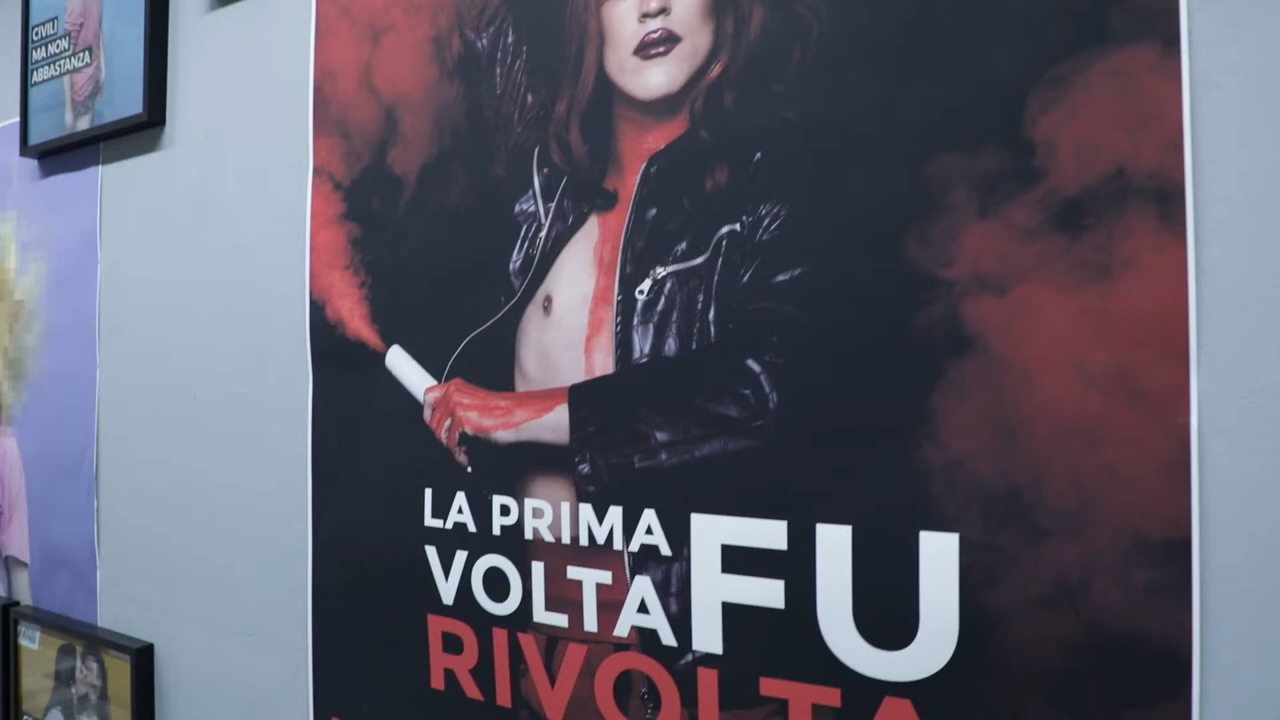 CIVILI
MA NON
ABBASTANZA
LA PRIMA
VOLTA FU
RIVOLTA